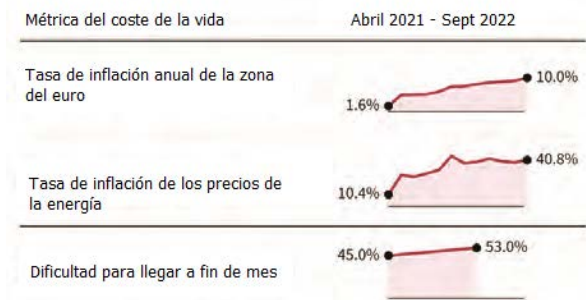 Métrica del coste de la vida
Abril 2021 - Sept 2022
Tasa de inflación anual de la zona
del euro
1.6%
10.0%
Tasa de inflación de los precios de
la energía
10.4%
40.8%
Dificultad para llegar a fin de mes
45.0%
53.0%